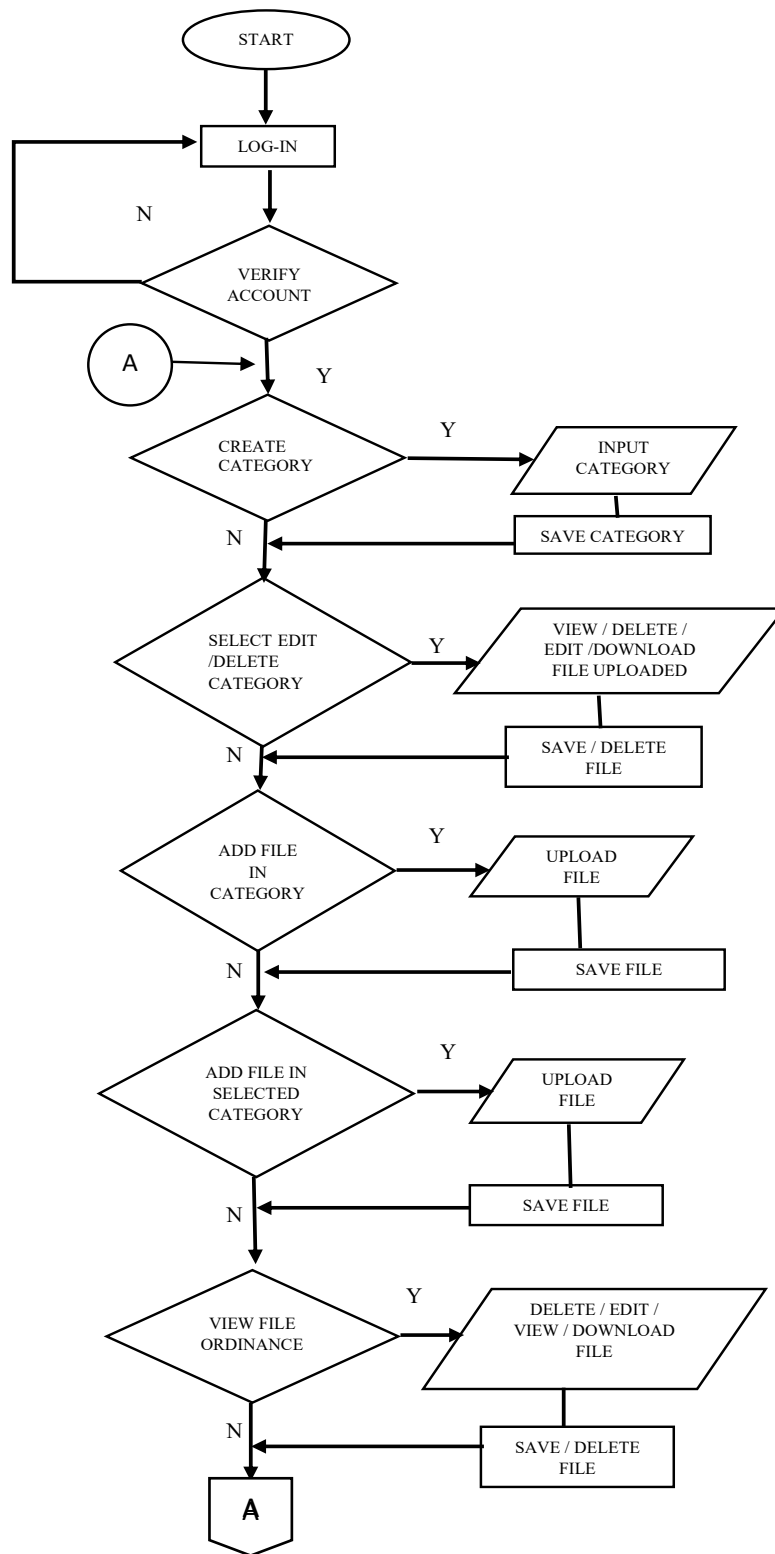 START
LOG-IN
N
VERIFY
ACCOUNT
A
Y
CREATE
CATEGORY
Y
INPUT
CATEGORY
N
SAVE CATEGORY
SELECT EDIT
/DELETE
CATEGORY
Y
VIEW / DELETE /
EDIT /DOWNLOAD
FILE UPLOADED
N
SAVE / DELETE
FILE
ADD FILE
IN
CATEGORY
Y
UPLOAD
FILE
N
SAVE FILE
ADD FILE IN
SELECTED
CATEGORY
Y
UPLOAD
FILE
N
SAVE FILE
VIEW FILE
ORDINANCE
Y
DELETE / EDIT /
VIEW / DOWNLOAD
FILE
N
SAVE / DELETE
FILE
A